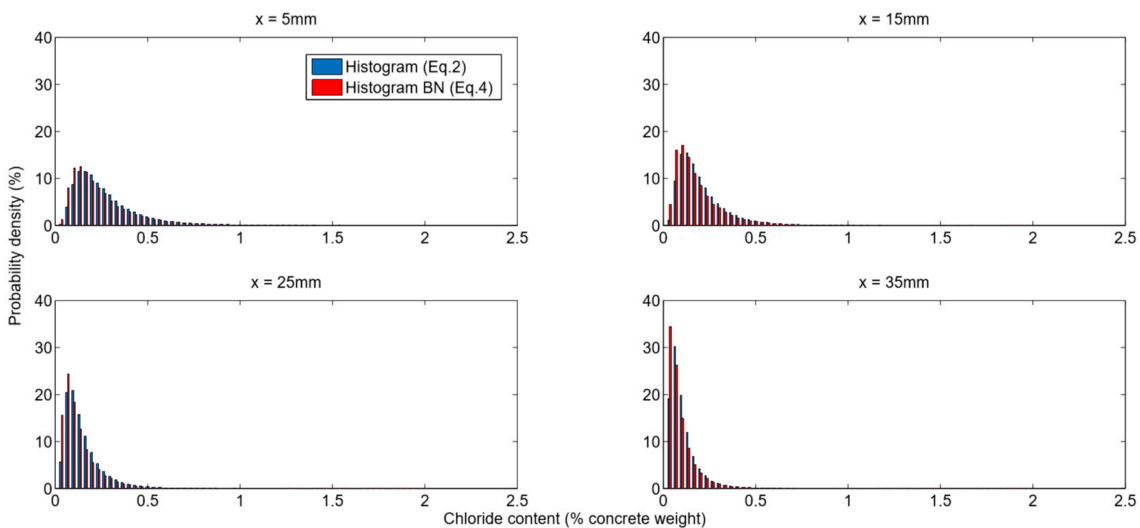 x = 5mm
x = 15mm
40
30
20
10
0
Histogram (Eq.2)
Histogram BN (Eq.4)
0 0.5 1 1.5 2 2.5
40
30
20
10
0
0 0.5 1 1.5 2 2.5
Probability density (%)
x = 25mm
x = 35mm
40
30
20
10
0
0 0.5 1 1.5 2 2.5
40
30
20
10
0
0 0.5 1 1.5 2 2.5
Chloride content (% concrete weight)